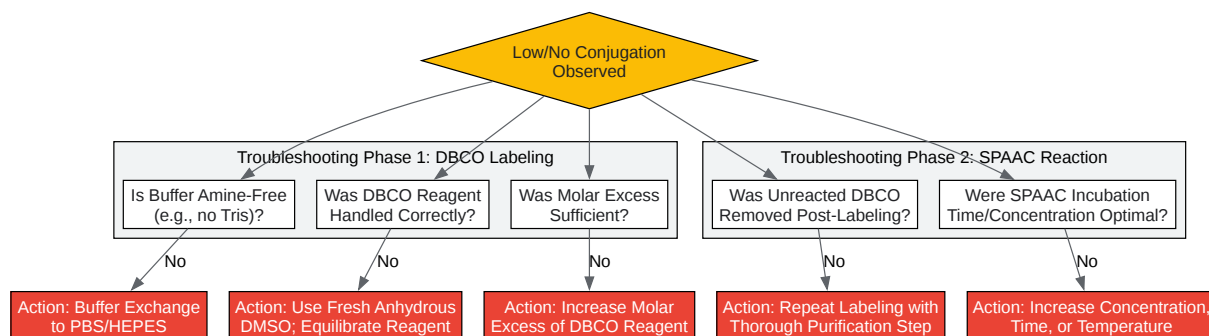 Low/No Conjugation
Observed
Troubleshooting Phase 1: DBCO Labeling
Troubleshooting Phase 2: SPAAC Reaction
Is Buffer Amine-Free
(e.g., no Tris)?
Was DBCO Reagent
Handled Correctly?
Was Molar Excess
Sufficient?
Was Unreacted DBCO
Removed Post-Labeling?
Were SPAAC Incubation
Time/Concentration Optimal?
No
No
No
No
No
Action: Buffer Exchange
to PBS/HEPES
Action: Use Fresh Anhydrous
DMSO; Equilibrate Reagent
Action: Increase Molar
Excess of DBCO Reagent
Action: Repeat Labeling with
Thorough Purification Step
Action: Increase Concentration,
Time, or Temperature